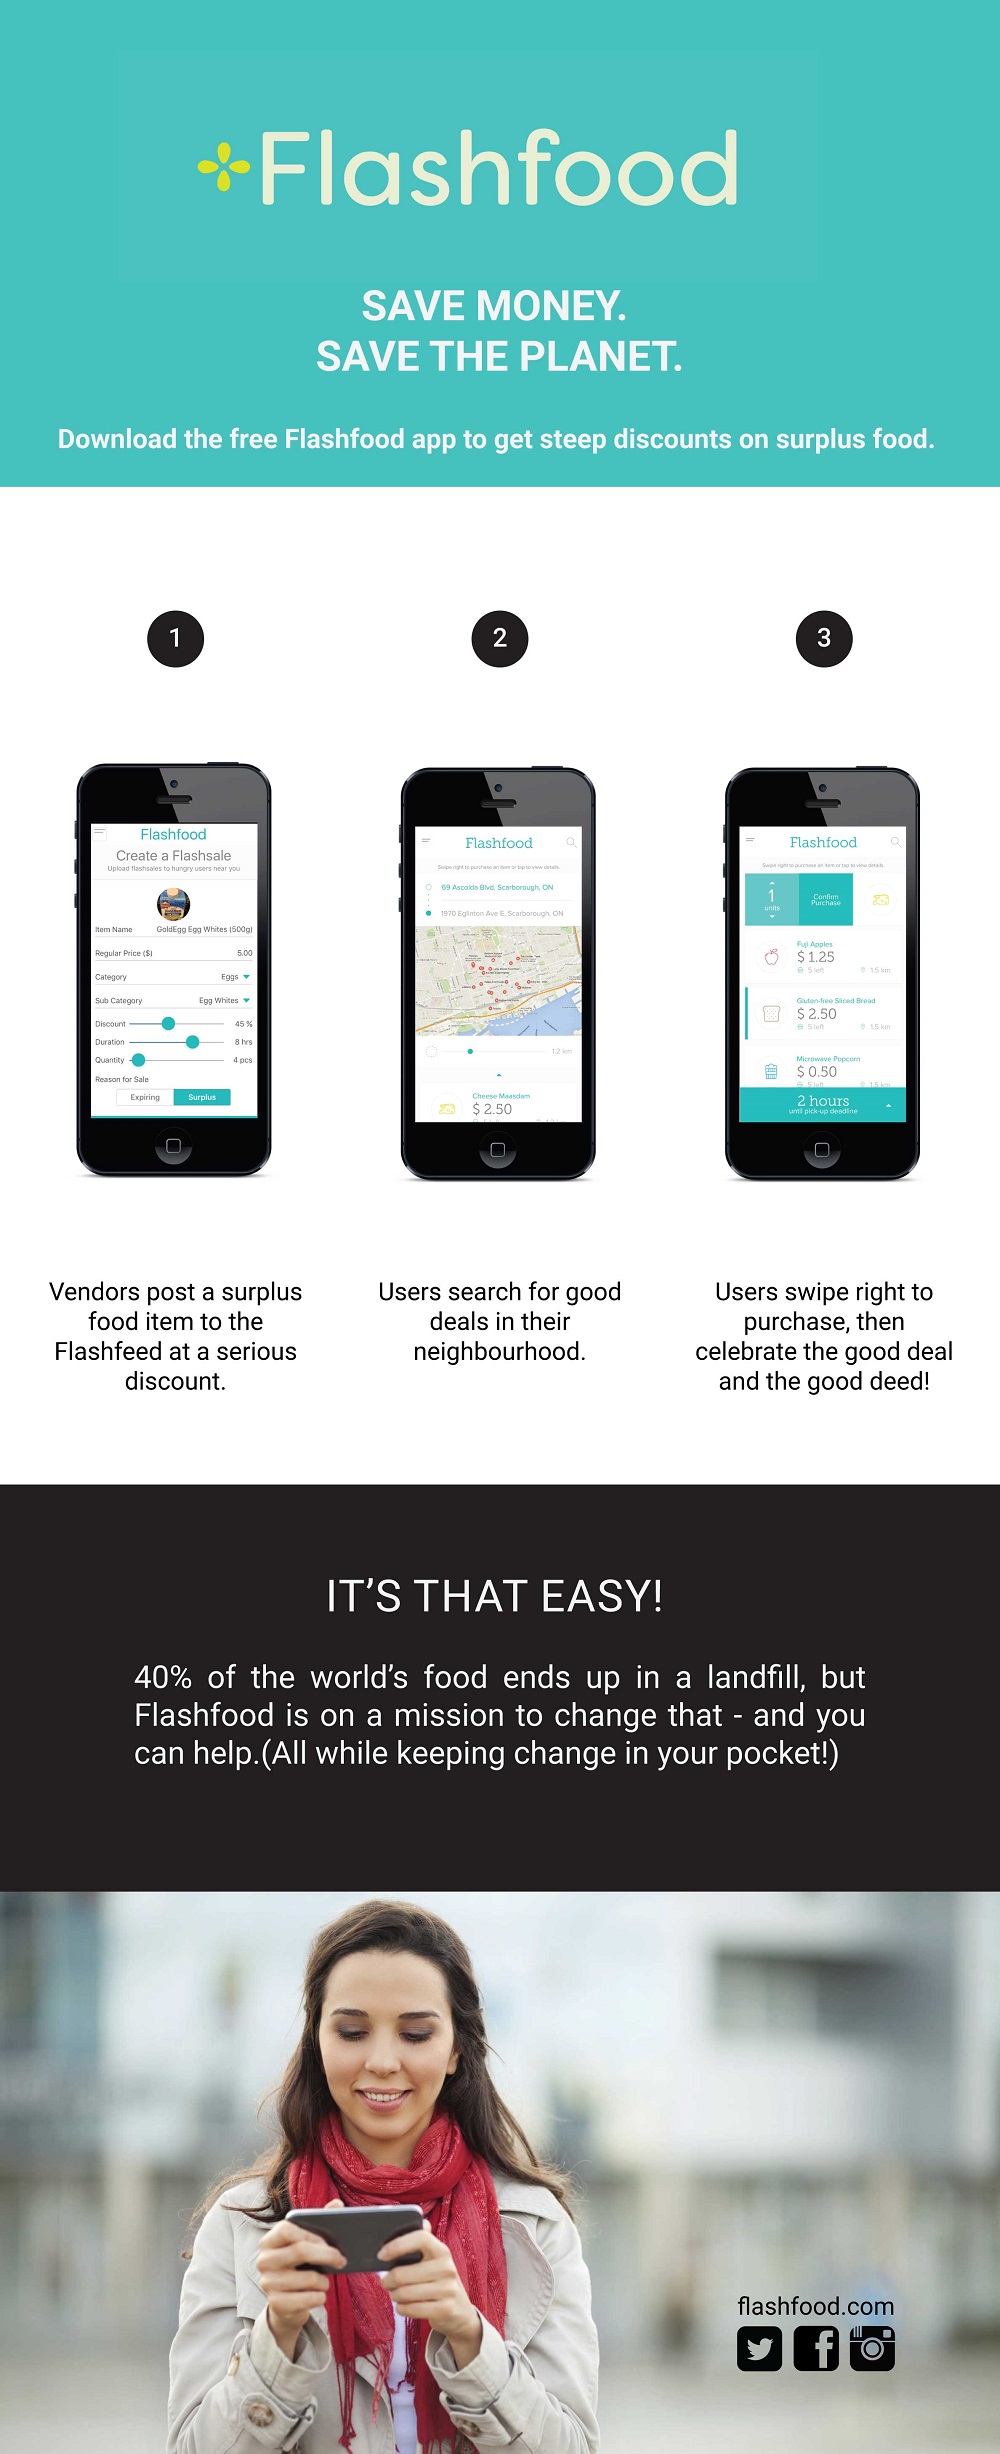 Flashfood
SAVE MONEY.
SAVE THE PLANET.
Download the free Flashfood app to get steep discounts on surplus food.
1
2
3
Flashfood
Create a Flashsale
Upload flashsales to hungry users near you
Item Name GoldEgg Egg Whites (500g)
Regular Price ($) 5.00
Category Eggs
Sub Category Egg Whites
Discount 45 %
Duration 8 hrs
Quantity 4 pcs
Reason for Sale
Expiring Surplus
Flashfood
Swipe right to purchase an item or tap to view details.
69 Ascolda Blvd, Scarborough, ON
1970 Eglinton Ave E, Scarborough, ON
1.2 km
Cheese Maasdam
$ 2.50
Flashfood
Swipe right to purchase an item or tap to view details.
1
units
Confirm
Purchase
Fuji Apples
$ 1.25
5 left 1.5 km
Gluten-free Sliced Bread
$ 2.50
5 left 1.5 km
Microwave Popcorn
$ 0.50
5 left 1.5 km
2 hours
until pick-up deadline
Vendors post a surplus
food item to the
Flashfeed at a serious
discount.
Users search for good
deals in their
neighbourhood.
Users swipe right to
purchase, then
celebrate the good deal
and the good deed!
IT'S THAT EASY!
40% of the world's food ends up in a landfill, but
Flashfood is on a mission to change that - and you
can help.(All while keeping change in your pocket!)
flashfood.com